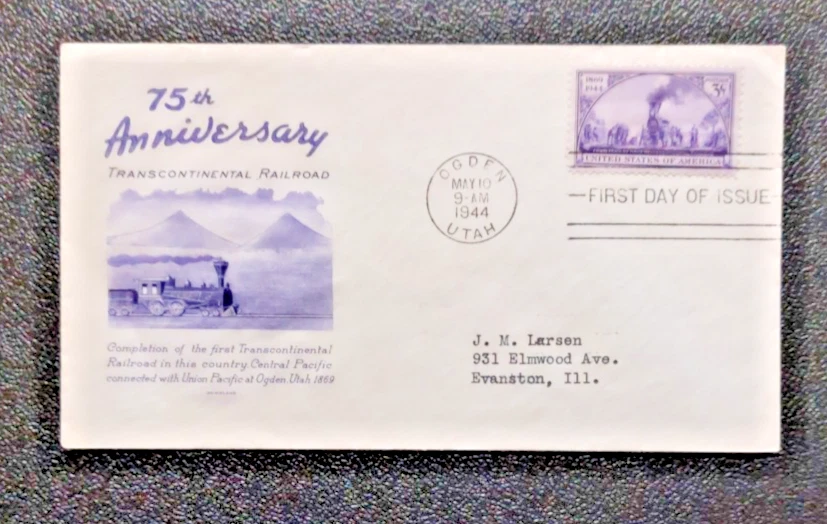 75th
Anniversary
TRANSCONTINENTAL RAILROAD
Completion of the first Transcontinental
Railroad in this country. Central Pacific
connected with Union Pacific at Ogden, Utah 1869
OGDEN
MAY 10
9-AM
1944
UTAH
1869
1944
3¢
UNITED STATES OF AMERICA
FIRST DAY OF ISSUE
J. M. Larsen
931 Elmwood Ave.
Evanston, Ill.